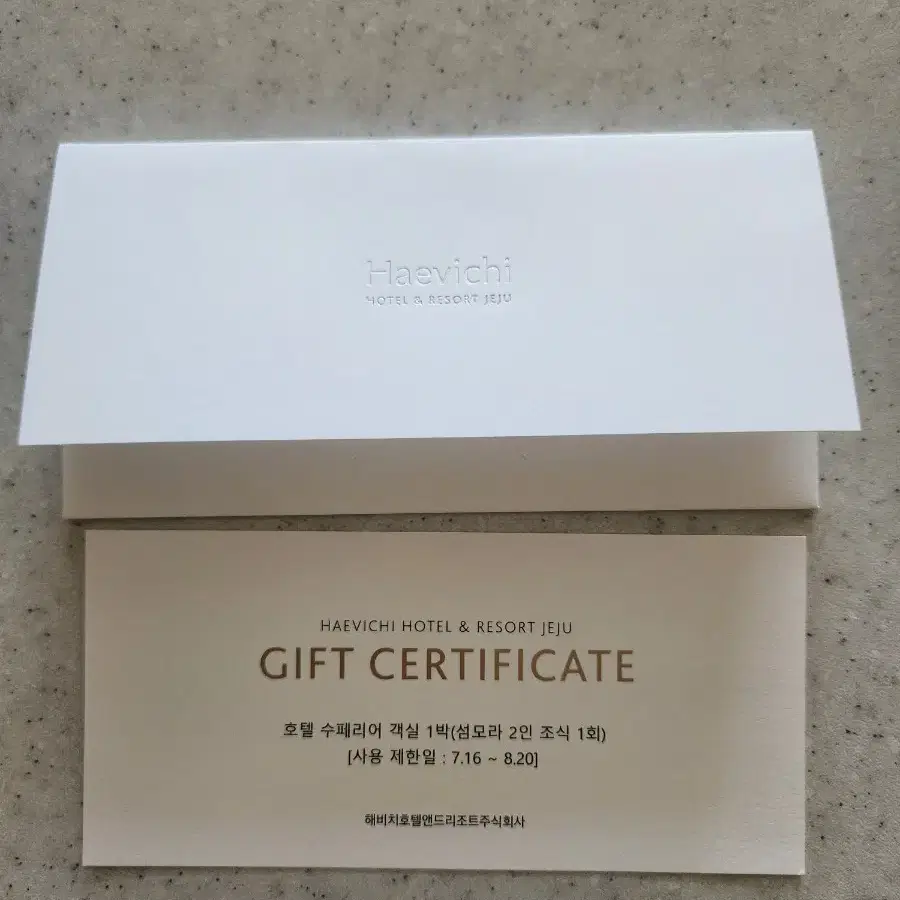 Haevichi
HOTEL & RESORT JEJU
HAEVICHI HOTEL & RESORT JEJU
GIFT CERTIFICATE
호텔 수페리어 객실 1박(섬모라 2인 조식 1회)
[사용 제한일 : 7.16 ~ 8.20]
해비치호텔앤드리조트주식회사